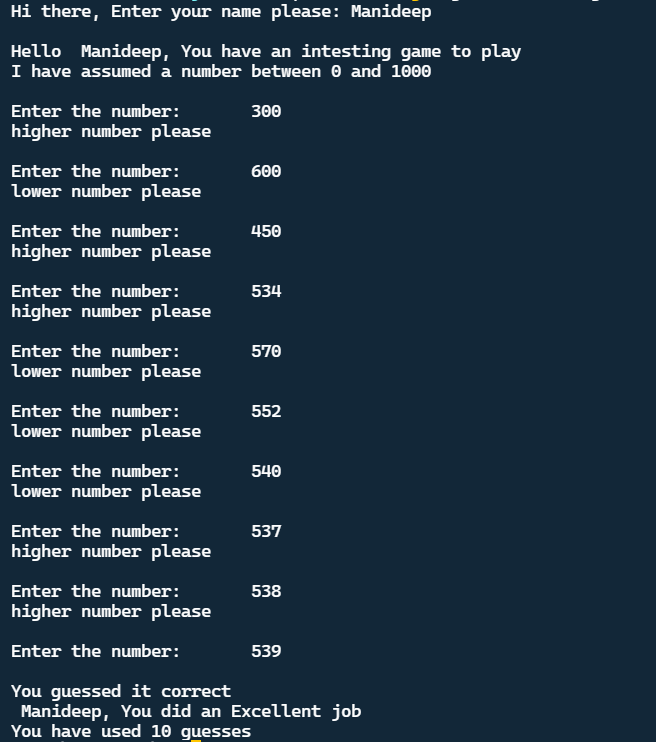 Hi there, Enter your name please: Manideep
Hello  Manideep, You have an intesting game to play
I have assumed a number between 0 and 1000
Enter the number:       300
higher number please
Enter the number:       600
lower number please
Enter the number:       450
higher number please
Enter the number:       534
higher number please
Enter the number:       570
lower number please
Enter the number:       552
lower number please
Enter the number:       540
lower number please
Enter the number:       537
higher number please
Enter the number:       538
higher number please
Enter the number:       539
You guessed it correct
 Manideep, You did an Excellent job
You have used 10 guesses